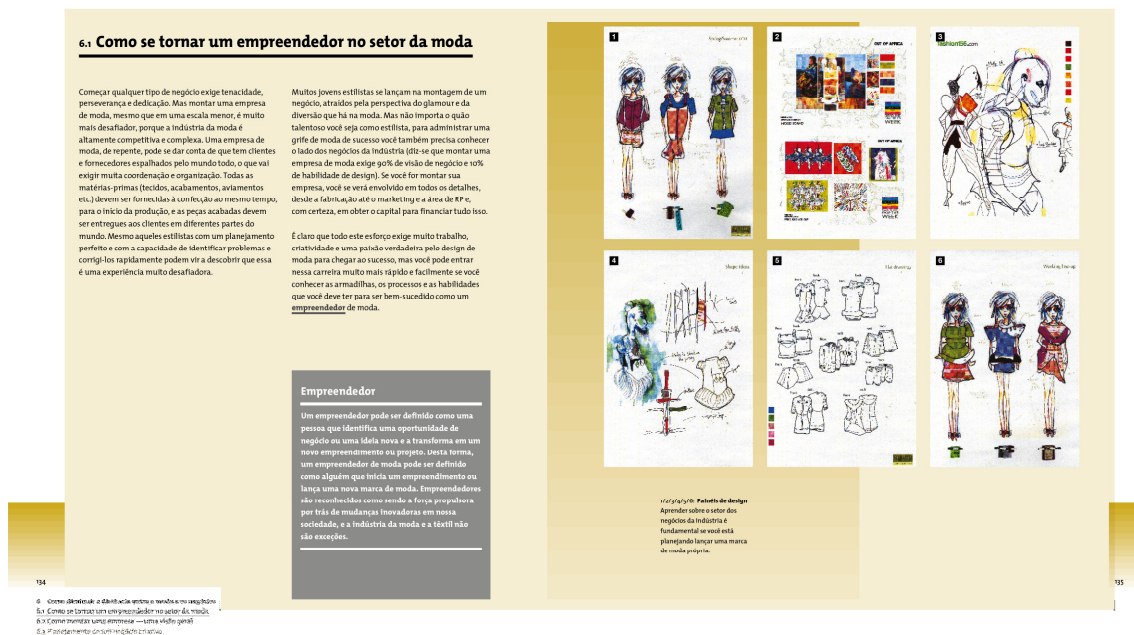 6.1 Como se tornar um empreendedor no setor da moda
Começar qualquer tipo de negócio exige tenacidade,
perseverança e dedicação. Mas montar uma empresa
de moda, mesmo que em uma escala menor, é muito
mais desafiador, porque a indústria da moda é
altamente competitiva e complexa. Uma empresa de
moda, de repente, pode se dar conta de que tem clientes
e fornecedores espalhados pelo mundo todo, o que vai
exigir muita coordenação e organização. Todas as
matérias-primas (tecidos, acabamentos, aviamentos
etc.) devem ser fornecidas à confecção ao mesmo tempo,
para o início da produção, e as peças acabadas devem
ser entregues aos clientes em diferentes partes do
mundo. Mesmo aqueles estilistas com um planejamento
perfeito e com a capacidade de identificar problemas e
corrigi-los rapidamente podem vir a descobrir que essa
é uma experiência muito desafiadora.
Muitos jovens estilistas se lançam na montagem de um
negócio, atraídos pela perspectiva do glamour e da
diversão que há na moda. Mas não importa o quão
talentoso você seja como estilista, para administrar uma
grife de moda de sucesso você também precisa conhecer
o lado dos negócios da indústria (diz-se que montar uma
empresa de moda exige 90% de visão de negócio e 10%
de habilidade de design). Se você for montar sua
empresa, você se verá envolvido em todos os detalhes,
desde a fabricação até o marketing e a área de RP e,
com certeza, em obter o capital para financiar tudo isso.
É claro que todo este esforço exige muito trabalho,
criatividade e uma paixão verdadeira pelo design de
moda para chegar ao sucesso, mas você pode entrar
nessa carreira muito mais rápido e facilmente se você
conhecer as armadilhas, os processos e as habilidades
que você deve ter para ser bem-sucedido como um
empreendedor de moda.
Empreendedor
Um empreendedor pode ser definido como uma
pessoa que identifica uma oportunidade de
negócio ou uma ideia nova e a transforma em um
novo empreendimento ou projeto. Desta forma,
um empreendedor de moda pode ser definido
como alguém que inicia um empreendimento ou
lança uma nova marca de moda. Empreendedores
são reconhecidos como sendo a força propulsora
por trás de mudanças inovadoras em nossa
sociedade, e a indústria da moda e a têxtil não
são exceções.
134
6.1 Como se tornar um empreendedor no setor da moda
6.2 Como montar uma empresa — uma visão geral
6.3 Planejamento de um negócio criativo
1
2
OUT OF AFRICA
OUT OF AFRICA
WEEK
3
fashion156.com
4
Shape ideas
5
6
1/2/3/4/5/6: Painéis de design
Aprender sobre o setor dos
negócios da indústria é
fundamental se você está
planejando lançar uma marca
de moda própria.
135